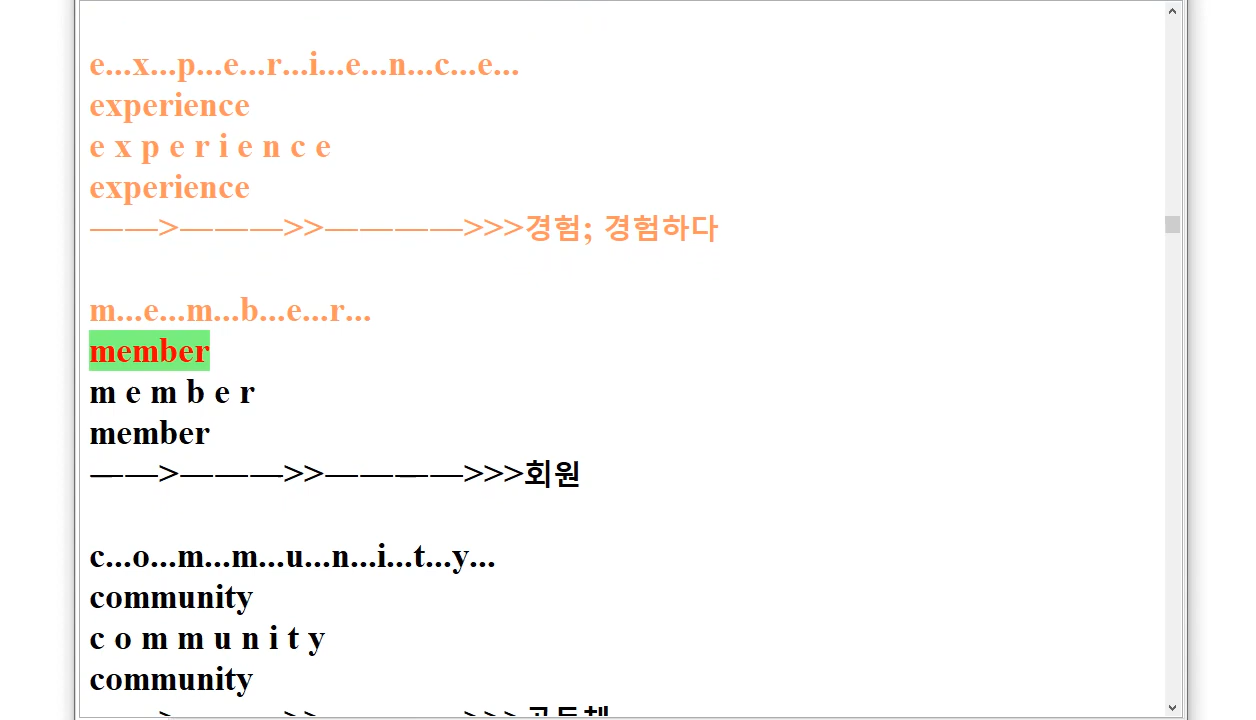 e...x...p...e...r...i...e...n...c...e...
experience
e x p e r i e n c e
experience
——>———>>————>>>경험; 경험하다
m...e...m...b...e...r...
member
m e m b e r
member
——>———>>————>>>회원
c...o...m...m...u...n...i...t...y...
community
c o m m u n i t y
community
——>———>>————>>>